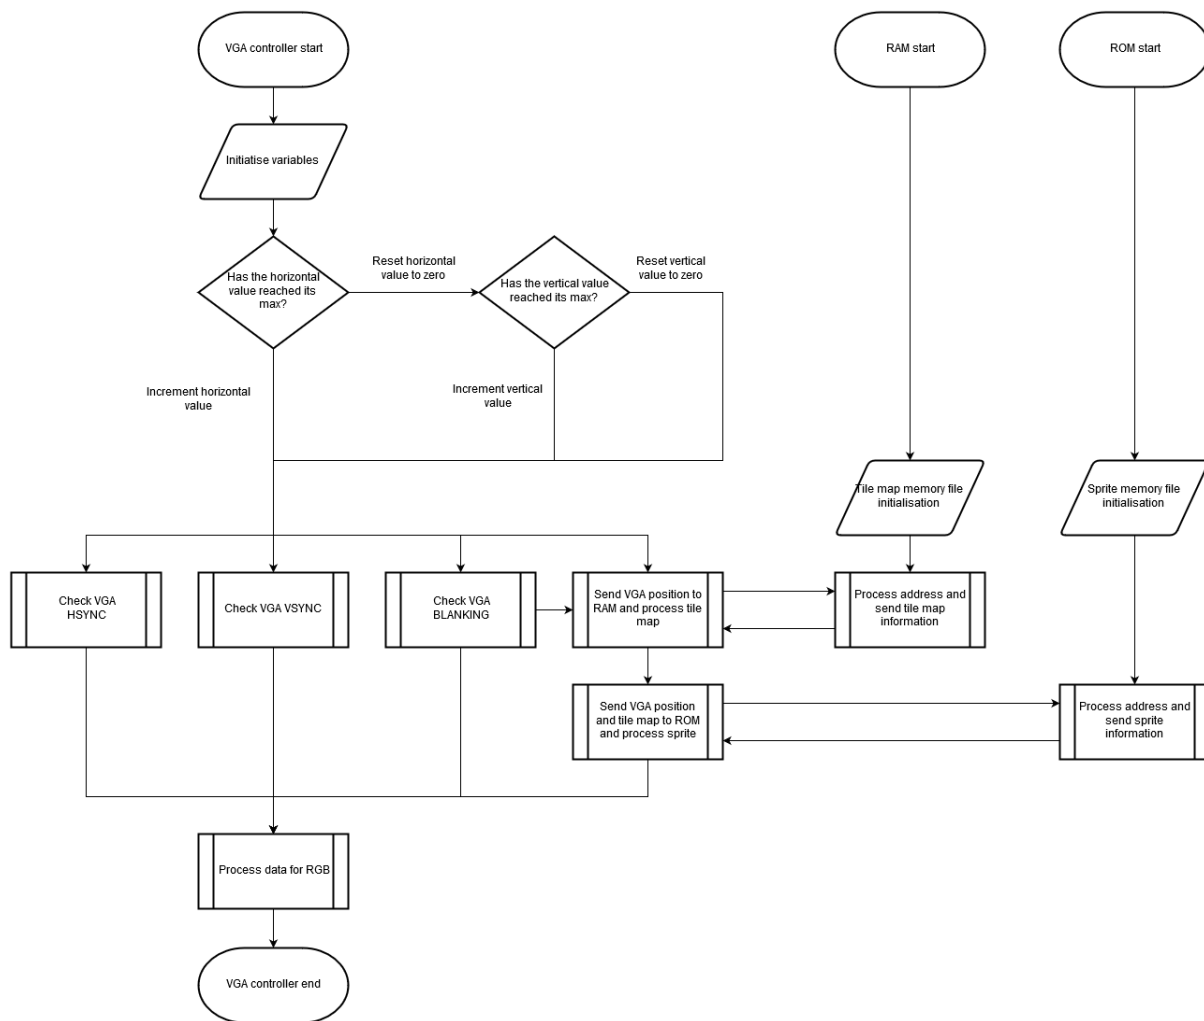 VGA controller start
RAM start
ROM start
Initiatise variables
Has the horizontal
value reached its
max?
Reset horizontal
value to zero
Has the vertical value
reached its max?
Reset vertical
value to zero
Increment horizontal
value
Increment vertical
value
Tile map memory file
initialisation
Sprite memory file
initialisation
Check VGA
HSYNC
Check VGA VSYNC
Check VGA
BLANKING
Send VGA position to
RAM and process tile
map
Process address and
send tile map
information
Send VGA position
and tile map to ROM
and process sprite
Process address and
send sprite
information
Process data for RGB
VGA controller end